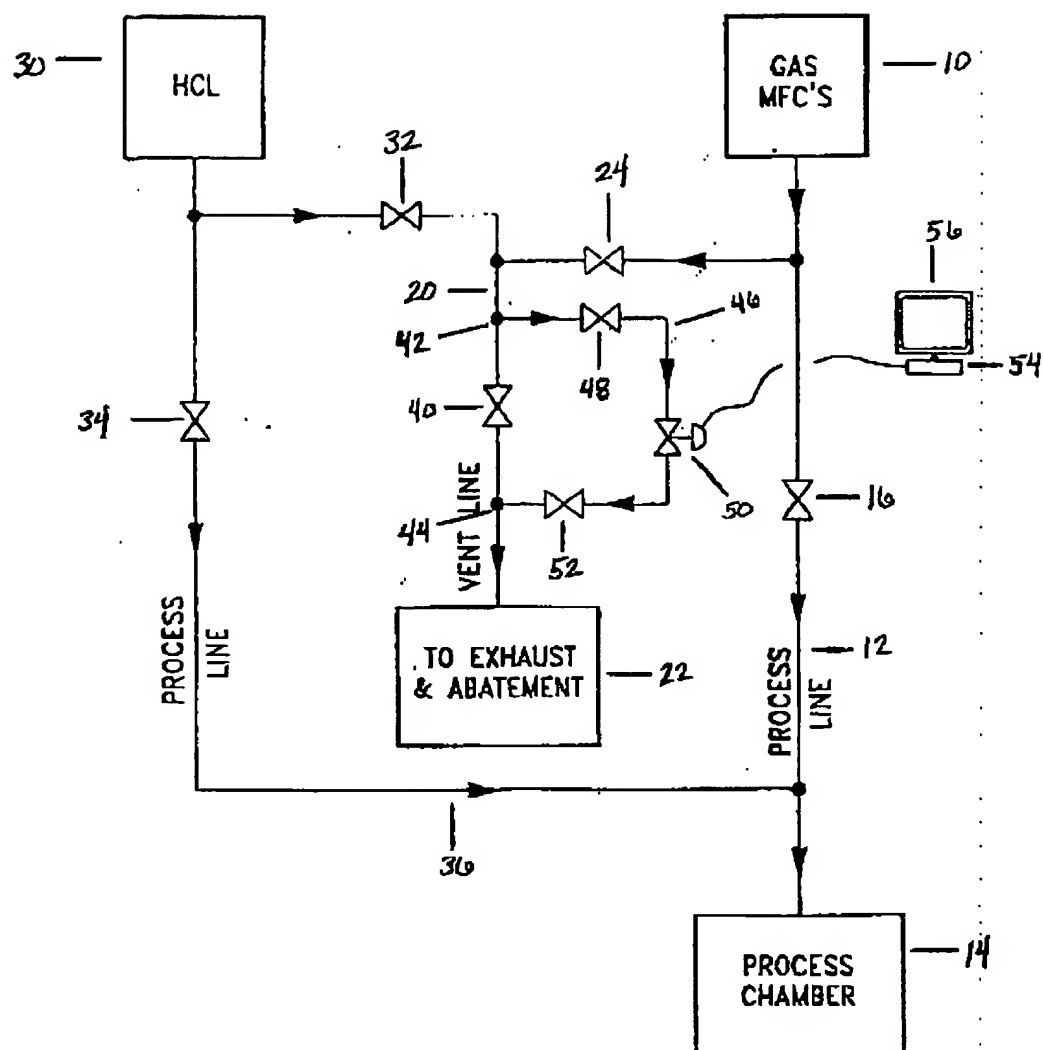 30
HCL
GAS
MFC'S
10
32
24
56
20
46
42
48
54
34
40
50
16
VENT LINE
44
52
PROCESS
LINE
TO EXHAUST
& ABATEMENT
22
12
PROCESS
LINE
36
14
PROCESS
CHAMBER